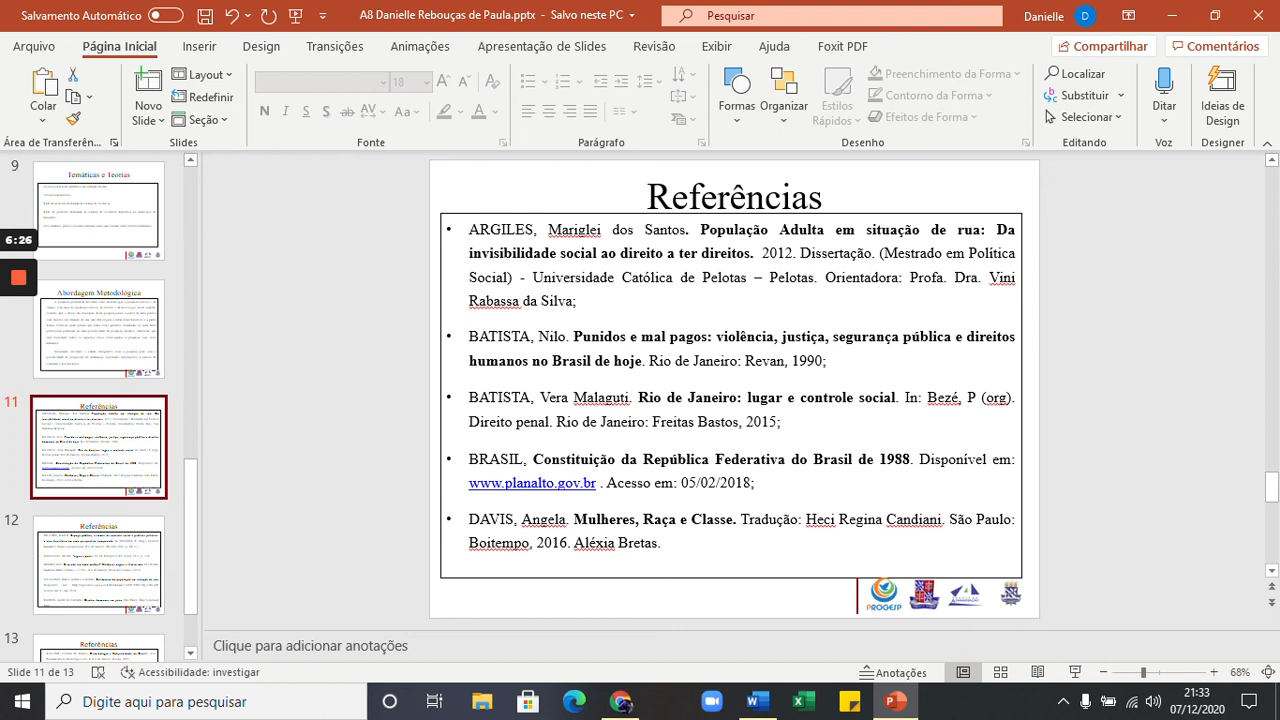 Salvamento Automático
A8 Danielle Rebouças de Paula.pptx - Salvo neste PC
Pesquisar
Danielle D
Arquivo Página Inicial Inserir Design Transições Animações Apresentação de Slides Revisão Exibir Ajuda Foxit PDF Compartilhar Comentários
Colar
Novo Slide
Layout
Redefinir
Seção
18
Formas
Organizar
Estilos Rápidos
Preenchimento da Forma
Contorno da Forma
Efeitos de Forma
Localizar
Substituir
Selecionar
Ditar
Ideias de Design
Área de Transferên... Slides Fonte Parágrafo Desenho Editando Voz Designer
9
Temáticas e Teorias
6:26
Abordagem Metodológica
11
Referências
12
Referências
13
Referências
Referências
• ARGILES, Mariglei dos Santos. População Adulta em situação de rua: Da
invisibilidade social ao direito a ter direitos. 2012. Dissertação. (Mestrado em Política
Social) - Universidade Católica de Pelotas – Pelotas. Orientadora: Profa. Dra. Vini
Rabassa da Silva;
• BATISTA, Nilo. Punidos e mal pagos: violência, justiça, segurança pública e direitos
humanos no Brasil de hoje. Rio de Janeiro: Revan, 1990;
• BATISTA, Vera Malaguti. Rio de Janeiro: lugar e controle social. In: Bezé, P (org).
Direito penal. Rio de Janeiro: Freitas Bastos, 2015;
• BRASIL. Constituição da República Federativa do Brasil de 1988. Disponível em:
www.planalto.gov.br . Acesso em: 05/02/2018;
• DAVIS, Angela. Mulheres, Raça e Classe. Tradução: Heci Regina Candiani. São Paulo:
Boitempo, 2016. Aléxia Bretas.
PROGESP
Clique para adicionar anotações
Slide 11 de 13
Acessibilidade: investigar
Anotações
68%
Digite aqui para pesquisar
21:33
07/12/2020